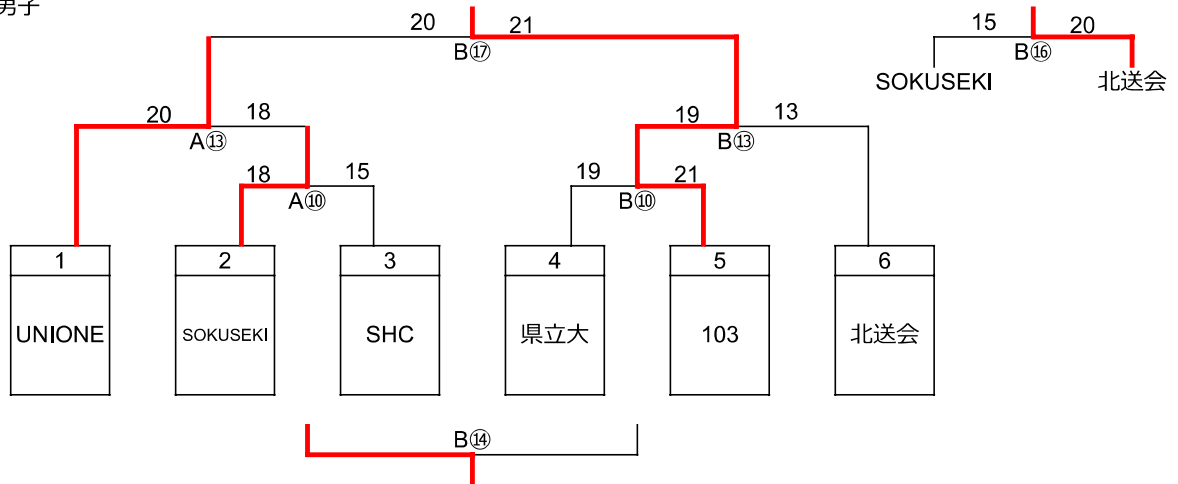 男子
20 21 15 20
B⑰ B⑯
SOKUSEKI 北送会
20 18 19 13
A⑬ B⑬
18 15 19 21
A⑩ B⑩
1 2 3 4 5 6
UNIONE SOKUSEKI SHC 県立大 103 北送会
B⑭